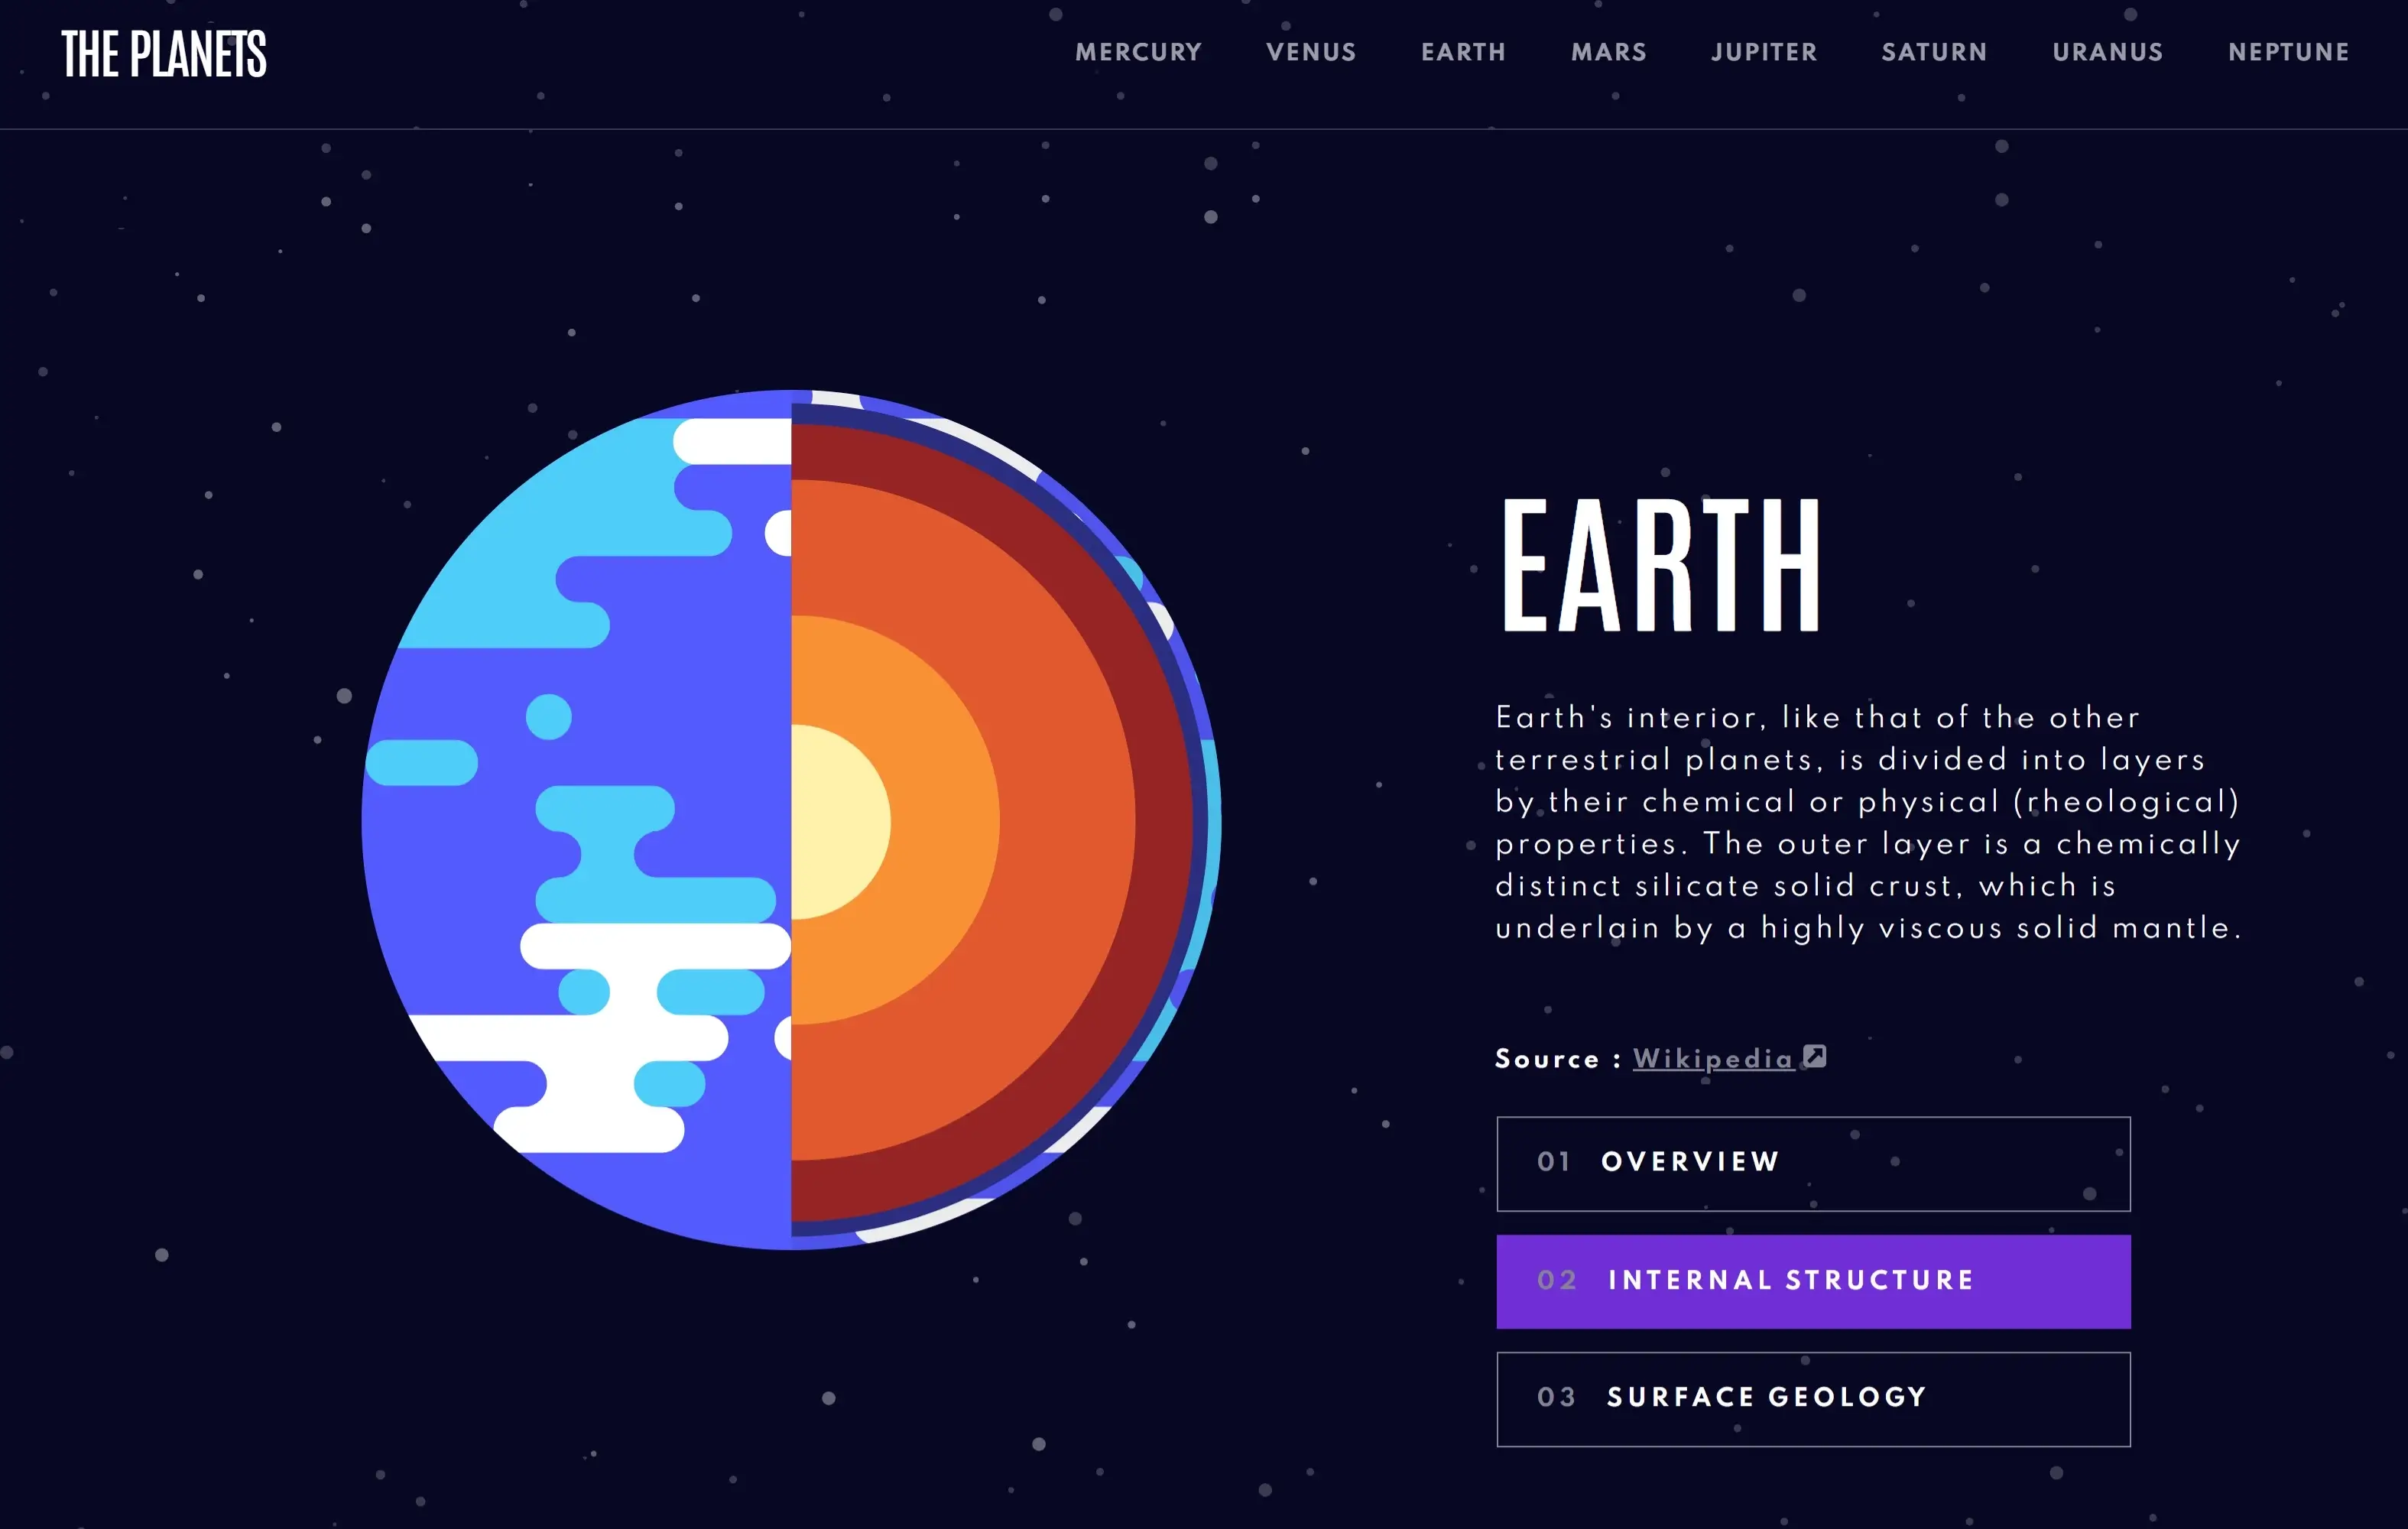 THE PLANETS
MERCURY VENUS EARTH MARS JUPITER SATURN URANUS NEPTUNE
EARTH
Earth's interior, like that of the other
terrestrial planets, is divided into layers
by their chemical or physical (rheological)
properties. The outer layer is a chemically
distinct silicate solid crust, which is
underlain by a highly viscous solid mantle.
Source : Wikipedia
01 OVERVIEW
02 INTERNAL STRUCTURE
03 SURFACE GEOLOGY